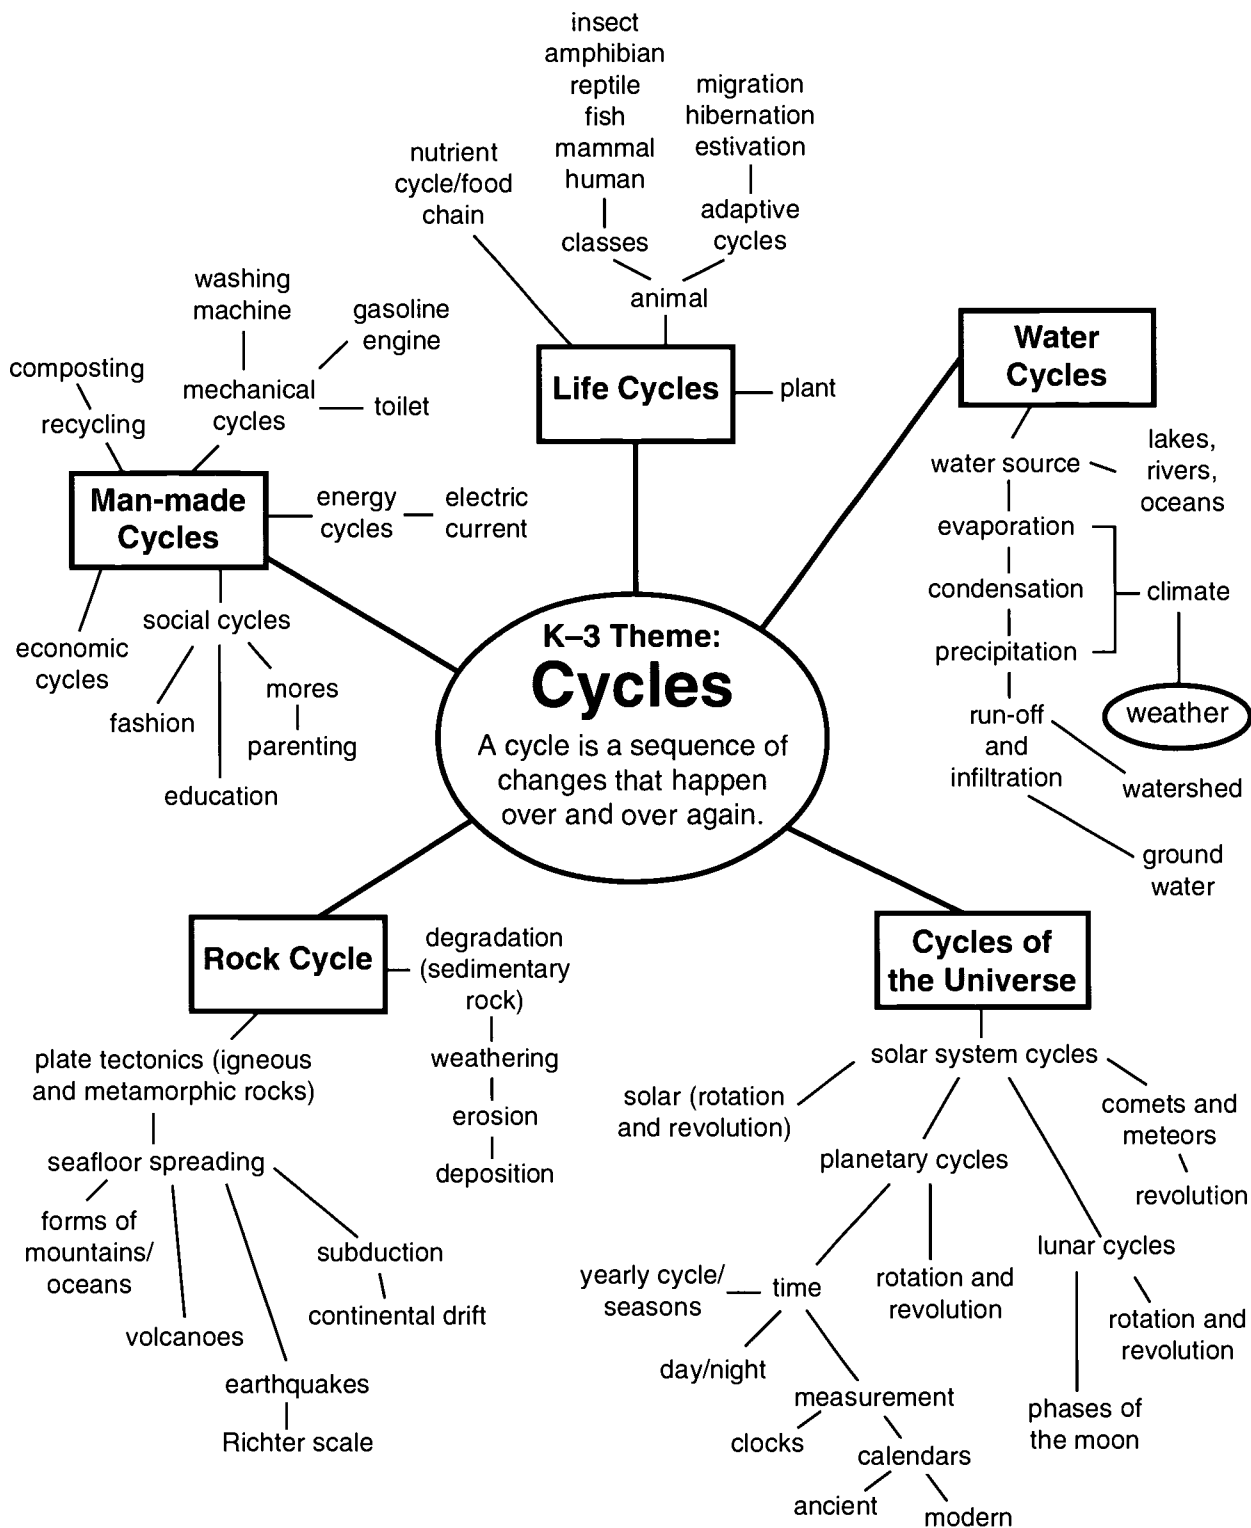 insect
amphibian
reptile
fish
mammal
human
classes
migration
hibernation
estivation
adaptive
cycles
animal
nutrient
cycle/food
chain
Life Cycles
plant
washing
machine
gasoline
engine
composting
mechanical
cycles
toilet
recycling
Man-made
Cycles
energy
cycles
electric
current
social cycles
economic
cycles
fashion
mores
parenting
education
Water
Cycles
water source
lakes,
rivers,
oceans
evaporation
condensation
precipitation
climate
weather
run-off
and
infiltration
watershed
ground
water
K–3 Theme:
Cycles
A cycle is a sequence of
changes that happen
over and over again.
Rock Cycle
degradation
(sedimentary
rock)
weathering
erosion
deposition
plate tectonics (igneous
and metamorphic rocks)
seafloor spreading
forms of
mountains/
oceans
volcanoes
subduction
continental drift
earthquakes
Richter scale
Cycles of
the Universe
solar system cycles
solar (rotation
and revolution)
planetary cycles
comets and
meteors
revolution
lunar cycles
rotation and
revolution
phases of
the moon
yearly cycle/
seasons
time
rotation and
revolution
day/night
measurement
clocks
calendars
ancient
modern